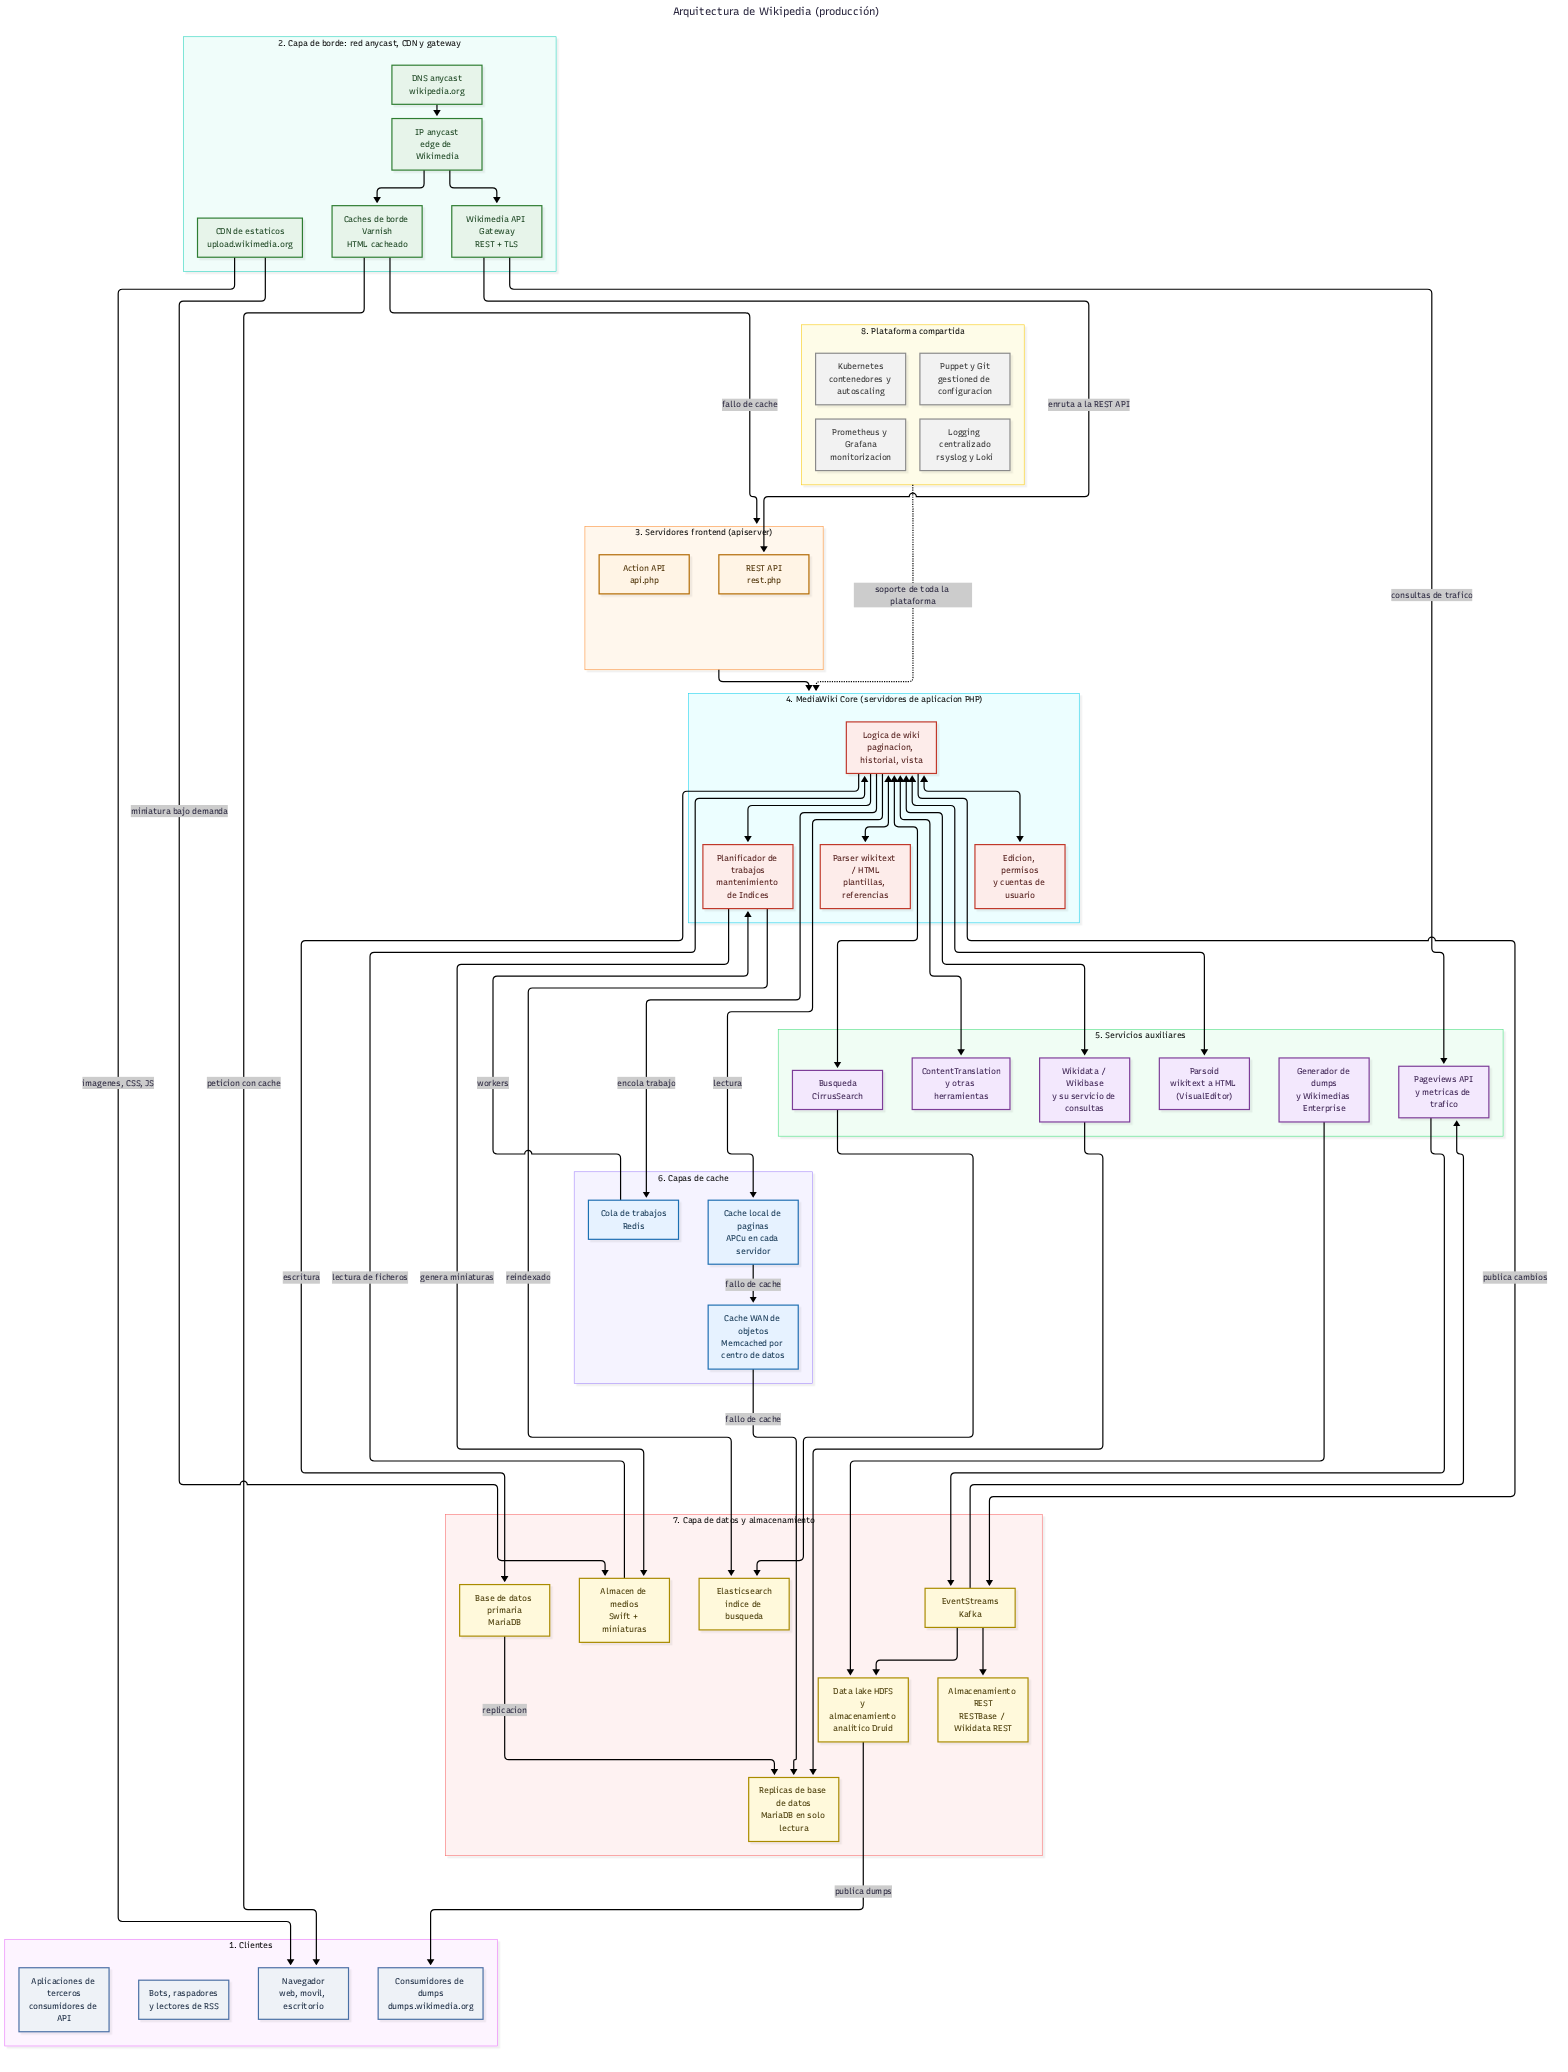 Arquitectura de Wikipedia (producción)
2. Capa de borde: red anycast, CDN y gateway
DNS anycast
wikipedia.org
IP anycast
edge de
Wikimedia
CDN de estaticos
upload.wikimedia.org
Caches de borde
Varnish
HTML cacheado
Wikimedia API
Gateway
REST + TLS
8. Plataforma compartida
Kubernetes
contenedores y
autoscaling
Puppet y Git
gestioned de
configuracion
Prometheus y
Grafana
monitorizacion
Logging
centralizado
rsyslog y Loki
fallo de cache
enruta a la REST API
3. Servidores frontend (apiserver)
Action API
api.php
REST API
rest.php
soporte de toda la
plataforma
consultas de trafico
4. MediaWiki Core (servidores de aplicacion PHP)
Logica de wiki
paginacion,
historial, vista
miniatura bajo demanda
Planificador de
trabajos
mantenimiento
de Indices
Parser wikitext
/ HTML
plantillas,
referencias
Edicion,
permisos
y cuentas de
usuario
5. Servicios auxiliares
Busqueda
CirrusSearch
ContentTranslation
y otras
herramientas
Wikidata /
Wikibase
y su servicio de
consultas
Parsoid
wikitext a HTML
(VisualEditor)
Generador de
dumps
y Wikimedias
Enterprise
Pageviews API
y metricas de
trafico
imagenes, CSS, JS
peticion con cache
workers
encola trabajo
lectura
6. Capas de cache
Cola de trabajos
Redis
Cache local de
paginas
APCu en cada
servidor
fallo de cache
Cache WAN de
objetos
Memcached por
centro de datos
escritura
lectura de ficheros
genera miniaturas
reindexado
publica cambios
fallo de cache
7. Capa de datos y almacenamiento
Base de datos
primaria
MariaDB
Almacen de
medios
Swift +
miniaturas
Elasticsearch
indice de
busqueda
EventStreams
Kafka
replicacion
Data lake HDFS
y
almacenamiento
analitico Druid
Almacenamiento
REST
RESTBase /
Wikidata REST
Replicas de base
de datos
MariaDB en solo
lectura
publica dumps
1. Clientes
Aplicaciones de
terceros
consumidores de
API
Bots, raspadores
y lectores de RSS
Navegador
web, movil,
escritorio
Consumidores de
dumps
dumps.wikimedia.org